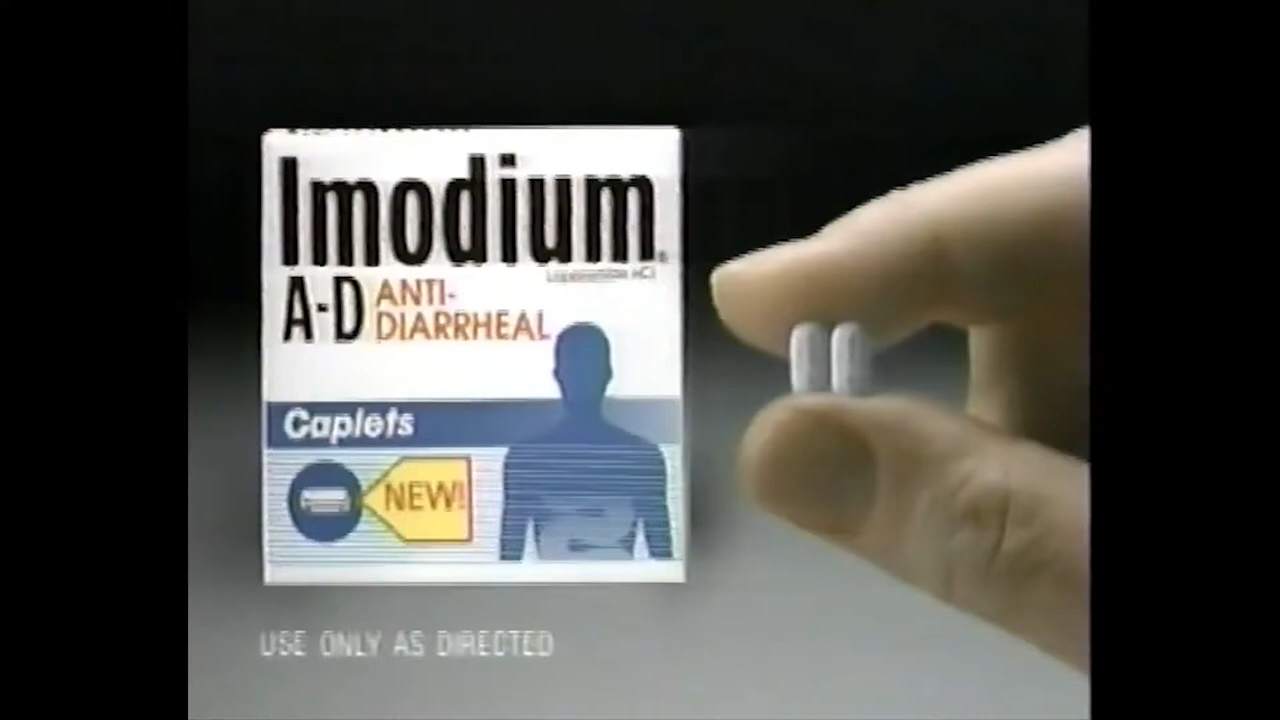 Imodium®
A-D ANTI-
DIARRHEAL
Caplets
NEW!
USE ONLY AS DIRECTED